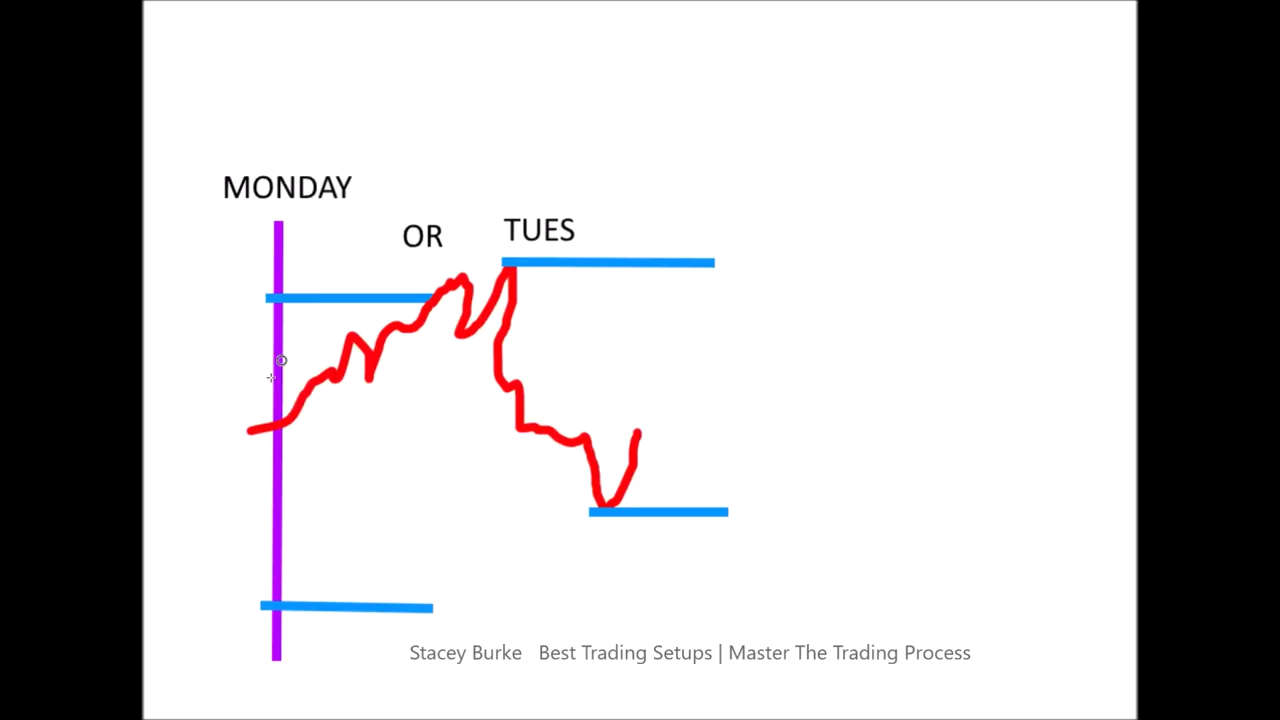 MONDAY
OR TUES
Stacey Burke Best Trading Setups | Master The Trading Process